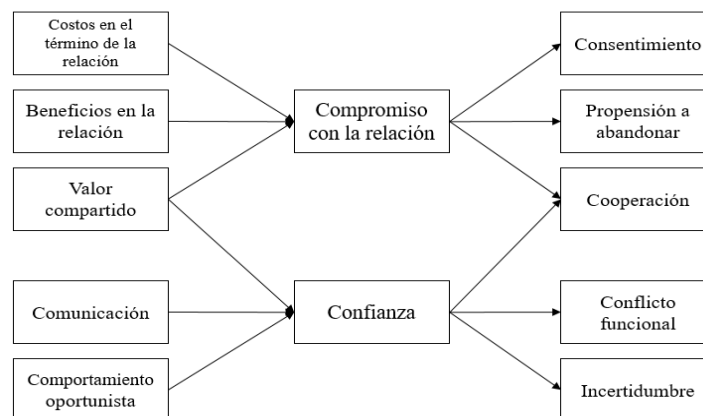 Costos en el
término de la
relación
Beneficios en la
relación
Valor
compartido
Comunicación
Comportamiento
oportunista
Compromiso
con la relación
Confianza
Consentimiento
Propensión a
abandonar
Cooperación
Conflicto
funcional
Incertidumbre